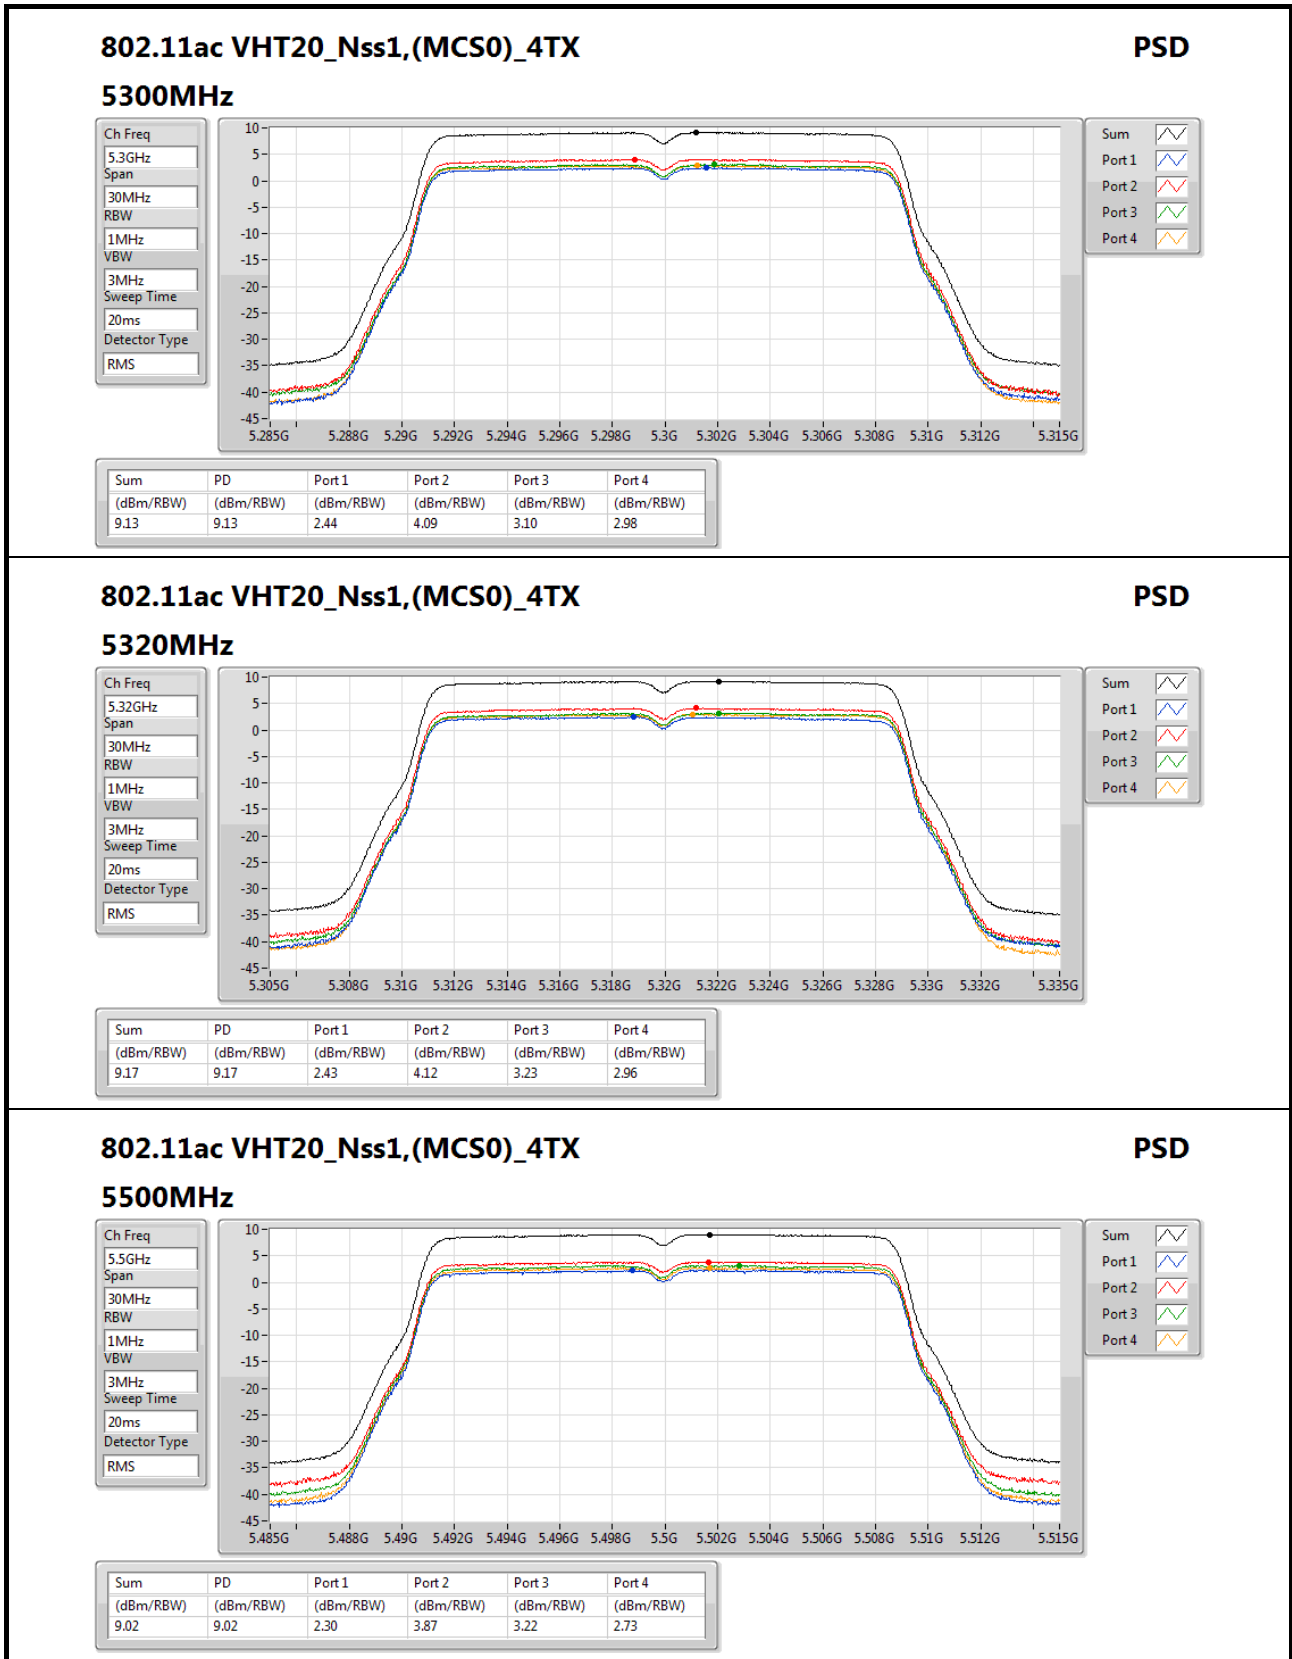 802.11ac VHT20_Nss1,(MCS0)_4TX PSD
5300MHz
Ch Freq
5.3GHz
Span
30MHz
RBW
1MHz
VBW
3MHz
Sweep Time
20ms
Detector Type
RMS
10
5
0
-5
-10
-15
-20
-25
-30
-35
-40
-45
5.285G 5.288G 5.29G 5.292G 5.294G 5.296G 5.298G 5.3G 5.302G 5.304G 5.306G 5.308G 5.31G 5.312G 5.315G
Sum
Port 1
Port 2
Port 3
Port 4
Sum PD Port 1 Port 2 Port 3 Port 4
(dBm/RBW) (dBm/RBW) (dBm/RBW) (dBm/RBW) (dBm/RBW) (dBm/RBW)
9.13 9.13 2.44 4.09 3.10 2.98
802.11ac VHT20_Nss1,(MCS0)_4TX PSD
5320MHz
Ch Freq
5.32GHz
Span
30MHz
RBW
1MHz
VBW
3MHz
Sweep Time
20ms
Detector Type
RMS
10
5
0
-5
-10
-15
-20
-25
-30
-35
-40
-45
5.305G 5.308G 5.31G 5.312G 5.314G 5.316G 5.318G 5.32G 5.322G 5.324G 5.326G 5.328G 5.33G 5.332G 5.335G
Sum
Port 1
Port 2
Port 3
Port 4
Sum PD Port 1 Port 2 Port 3 Port 4
(dBm/RBW) (dBm/RBW) (dBm/RBW) (dBm/RBW) (dBm/RBW) (dBm/RBW)
9.17 9.17 2.43 4.12 3.23 2.96
802.11ac VHT20_Nss1,(MCS0)_4TX PSD
5500MHz
Ch Freq
5.5GHz
Span
30MHz
RBW
1MHz
VBW
3MHz
Sweep Time
20ms
Detector Type
RMS
10
5
0
-5
-10
-15
-20
-25
-30
-35
-40
-45
5.485G 5.488G 5.49G 5.492G 5.494G 5.496G 5.498G 5.5G 5.502G 5.504G 5.506G 5.508G 5.51G 5.512G 5.515G
Sum
Port 1
Port 2
Port 3
Port 4
Sum PD Port 1 Port 2 Port 3 Port 4
(dBm/RBW) (dBm/RBW) (dBm/RBW) (dBm/RBW) (dBm/RBW) (dBm/RBW)
9.02 9.02 2.30 3.87 3.22 2.73